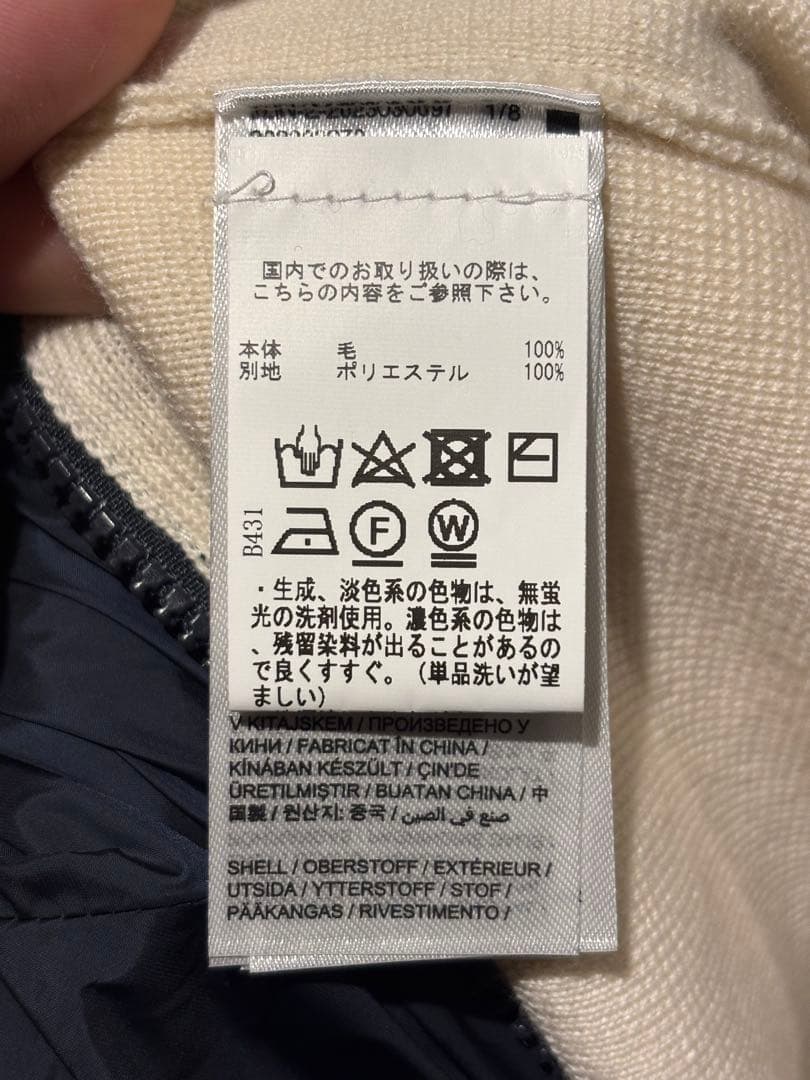 1/8
国内でのお取り扱いの際は、
こちらの内容をご参照下さい。
本体 毛 100%
別地 ポリエステル 100%
B431
F
W
・生成、淡色系の色物は、無蛍
光の洗剤使用。濃色系の色物は
、残留染料が出ることがあるの
で良くすすぐ。（単品洗いが望
ましい）
V KITAJSKEM / ПРОИЗВЕДЕНО У
КИНИ / FABRICAT ÎN CHINA /
KÍNÁBAN KÉSZÜLT / ÇIN'DE
ÜRETILMIŞTIR / BUATAN CHINA / 中
国製 / 원산지: 중국 / صنع في الصين
SHELL / OBERSTOFF / EXTÉRIEUR /
UTSIDA / YTTERSTOFF / STOF /
PÄÄKANGAS / RIVESTIMENTO /